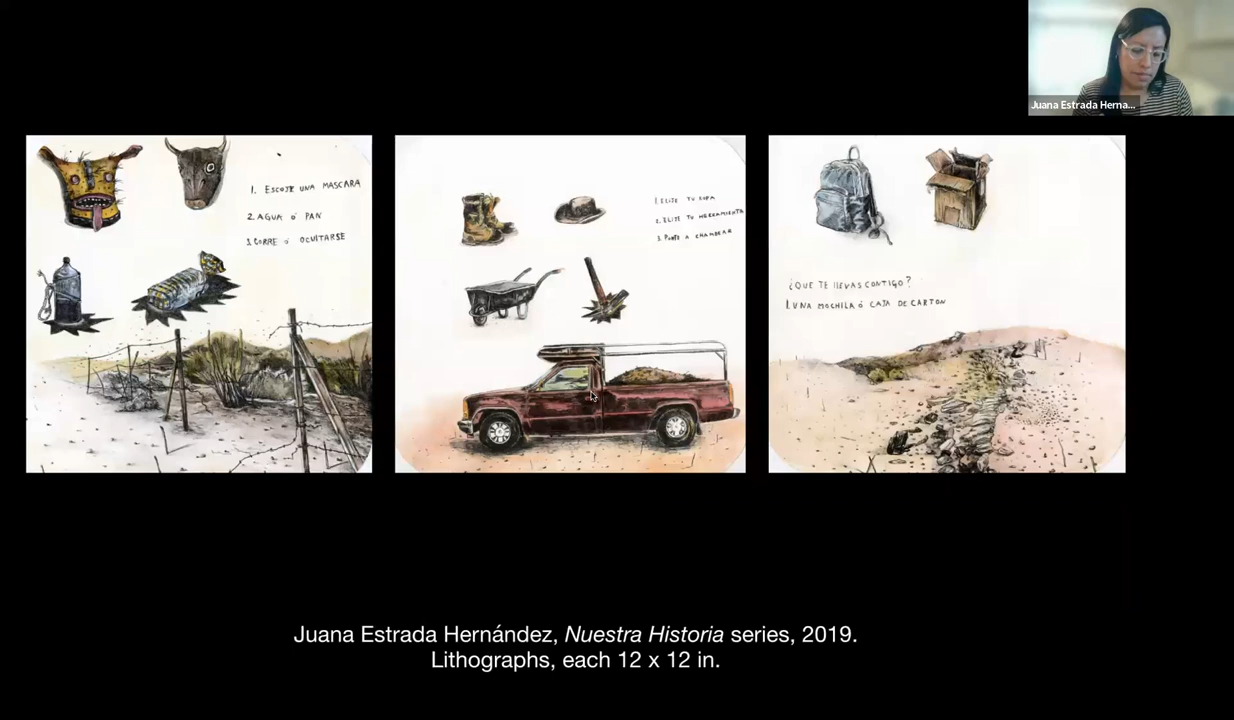 Juana Estrada Herna...
1. ESCOJE UNA MASCARA
2. AGUA Ó PAN
3. CORRE Ó OCULTARSE
1. ELIJE TU ROPA
2. ELIJE TU HERRAMIENTA
3. PONTE A CHAMBEAR
¿QUE TE LLEVAS CONTIGO?
1. UNA MOCHILA Ó CAJA DE CARTON
Juana Estrada Hernández, Nuestra Historia series, 2019.
Lithographs, each 12 x 12 in.